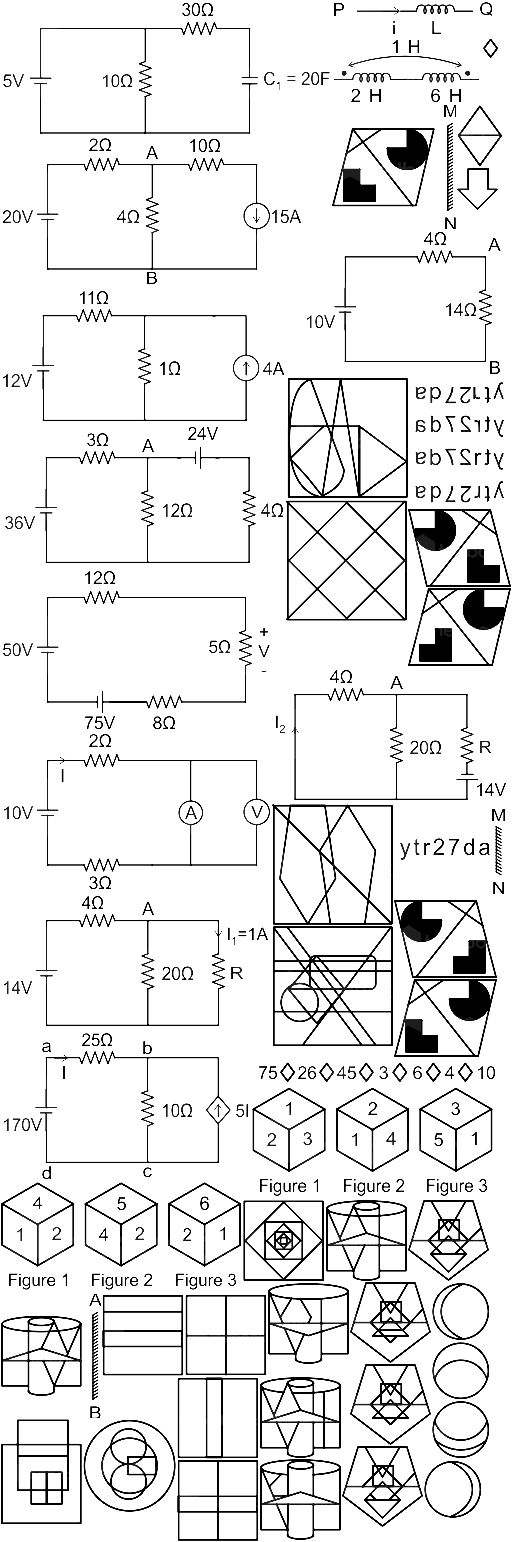 30Ω
5V
10Ω
C₁ = 20F
P
Q
i
L
1 H
2 H
6 H
M
N
2Ω
A
10Ω
20V
4Ω
15A
B
4Ω
A
10V
14Ω
B
11Ω
12V
1Ω
4A
ytr27da
ytr27da
ytr27da
ytr27da
3Ω
A
24V
36V
12Ω
4Ω
12Ω
50V
5Ω
+
V
-
75V
8Ω
4Ω
A
I₂
20Ω
R
14V
2Ω
I
10V
A
V
3Ω
ytr27da
M
N
4Ω
A
I₁=1A
14V
20Ω
R
a
25Ω
b
I
170V
10Ω
5I
d
c
75◇26◇45◇3◇6◇4◇10
1
2 3
2
1 4
3
5 1
Figure 1 Figure 2 Figure 3
4
1 2
5
4 2
6
2 1
Figure 1 Figure 2 Figure 3
A
B